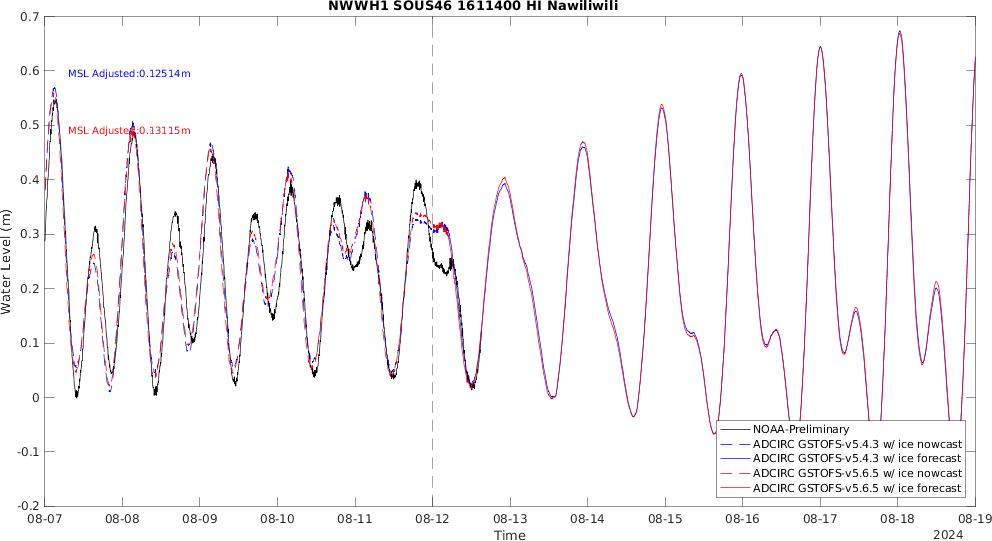 NWWH1 SOUS46 1611400 HI Nawiliwili
0.7
0.6
0.5
0.4
0.3
0.2
0.1
0
-0.1
-0.2
Water Level (m)
MSL Adjusted:0.12514m
MSL Adjusted:0.13115m
NOAA-Preliminary
ADCIRC GSTOFS-v5.4.3 w/ ice nowcast
ADCIRC GSTOFS-v5.4.3 w/ ice forecast
ADCIRC GSTOFS-v5.6.5 w/ ice nowcast
ADCIRC GSTOFS-v5.6.5 w/ ice forecast
08-07 08-08 08-09 08-10 08-11 08-12 08-13 08-14 08-15 08-16 08-17 08-18 08-19
Time
2024